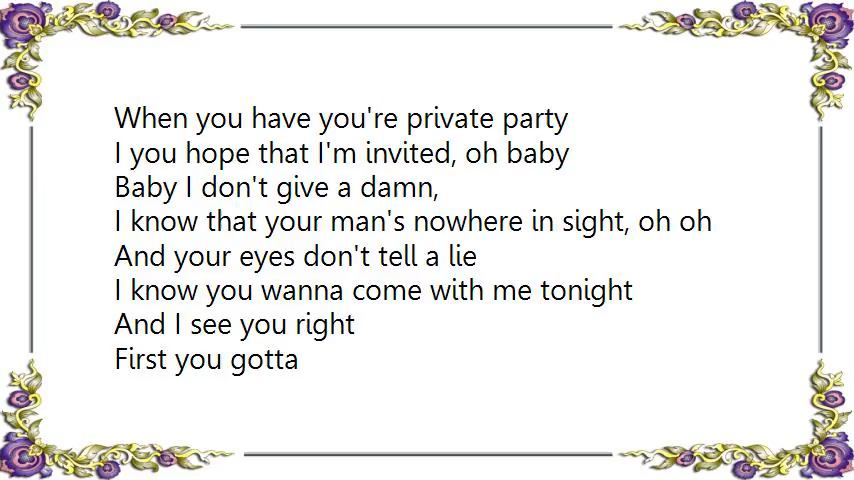 When you have you're private party
I you hope that I'm invited, oh baby
Baby I don't give a damn,
I know that your man's nowhere in sight, oh oh
And your eyes don't tell a lie
I know you wanna come with me tonight
And I see you right
First you gotta